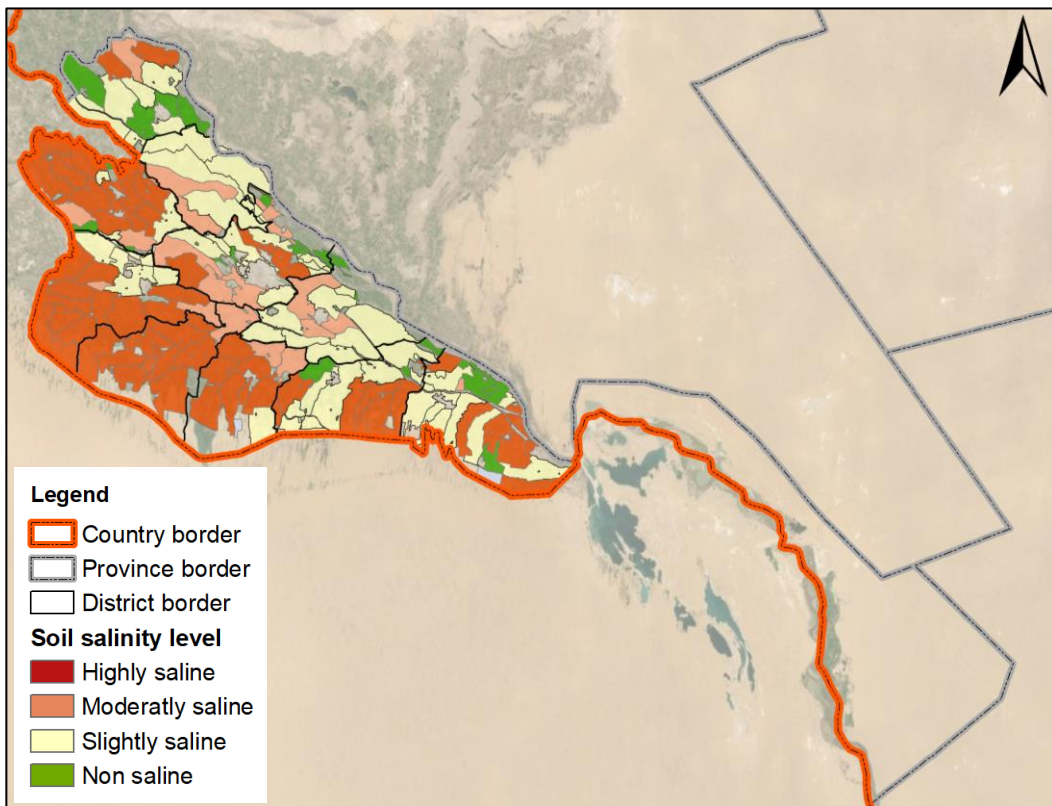 Legend
Country border
Province border
District border
Soil salinity level
Highly saline
Moderatly saline
Slightly saline
Non saline